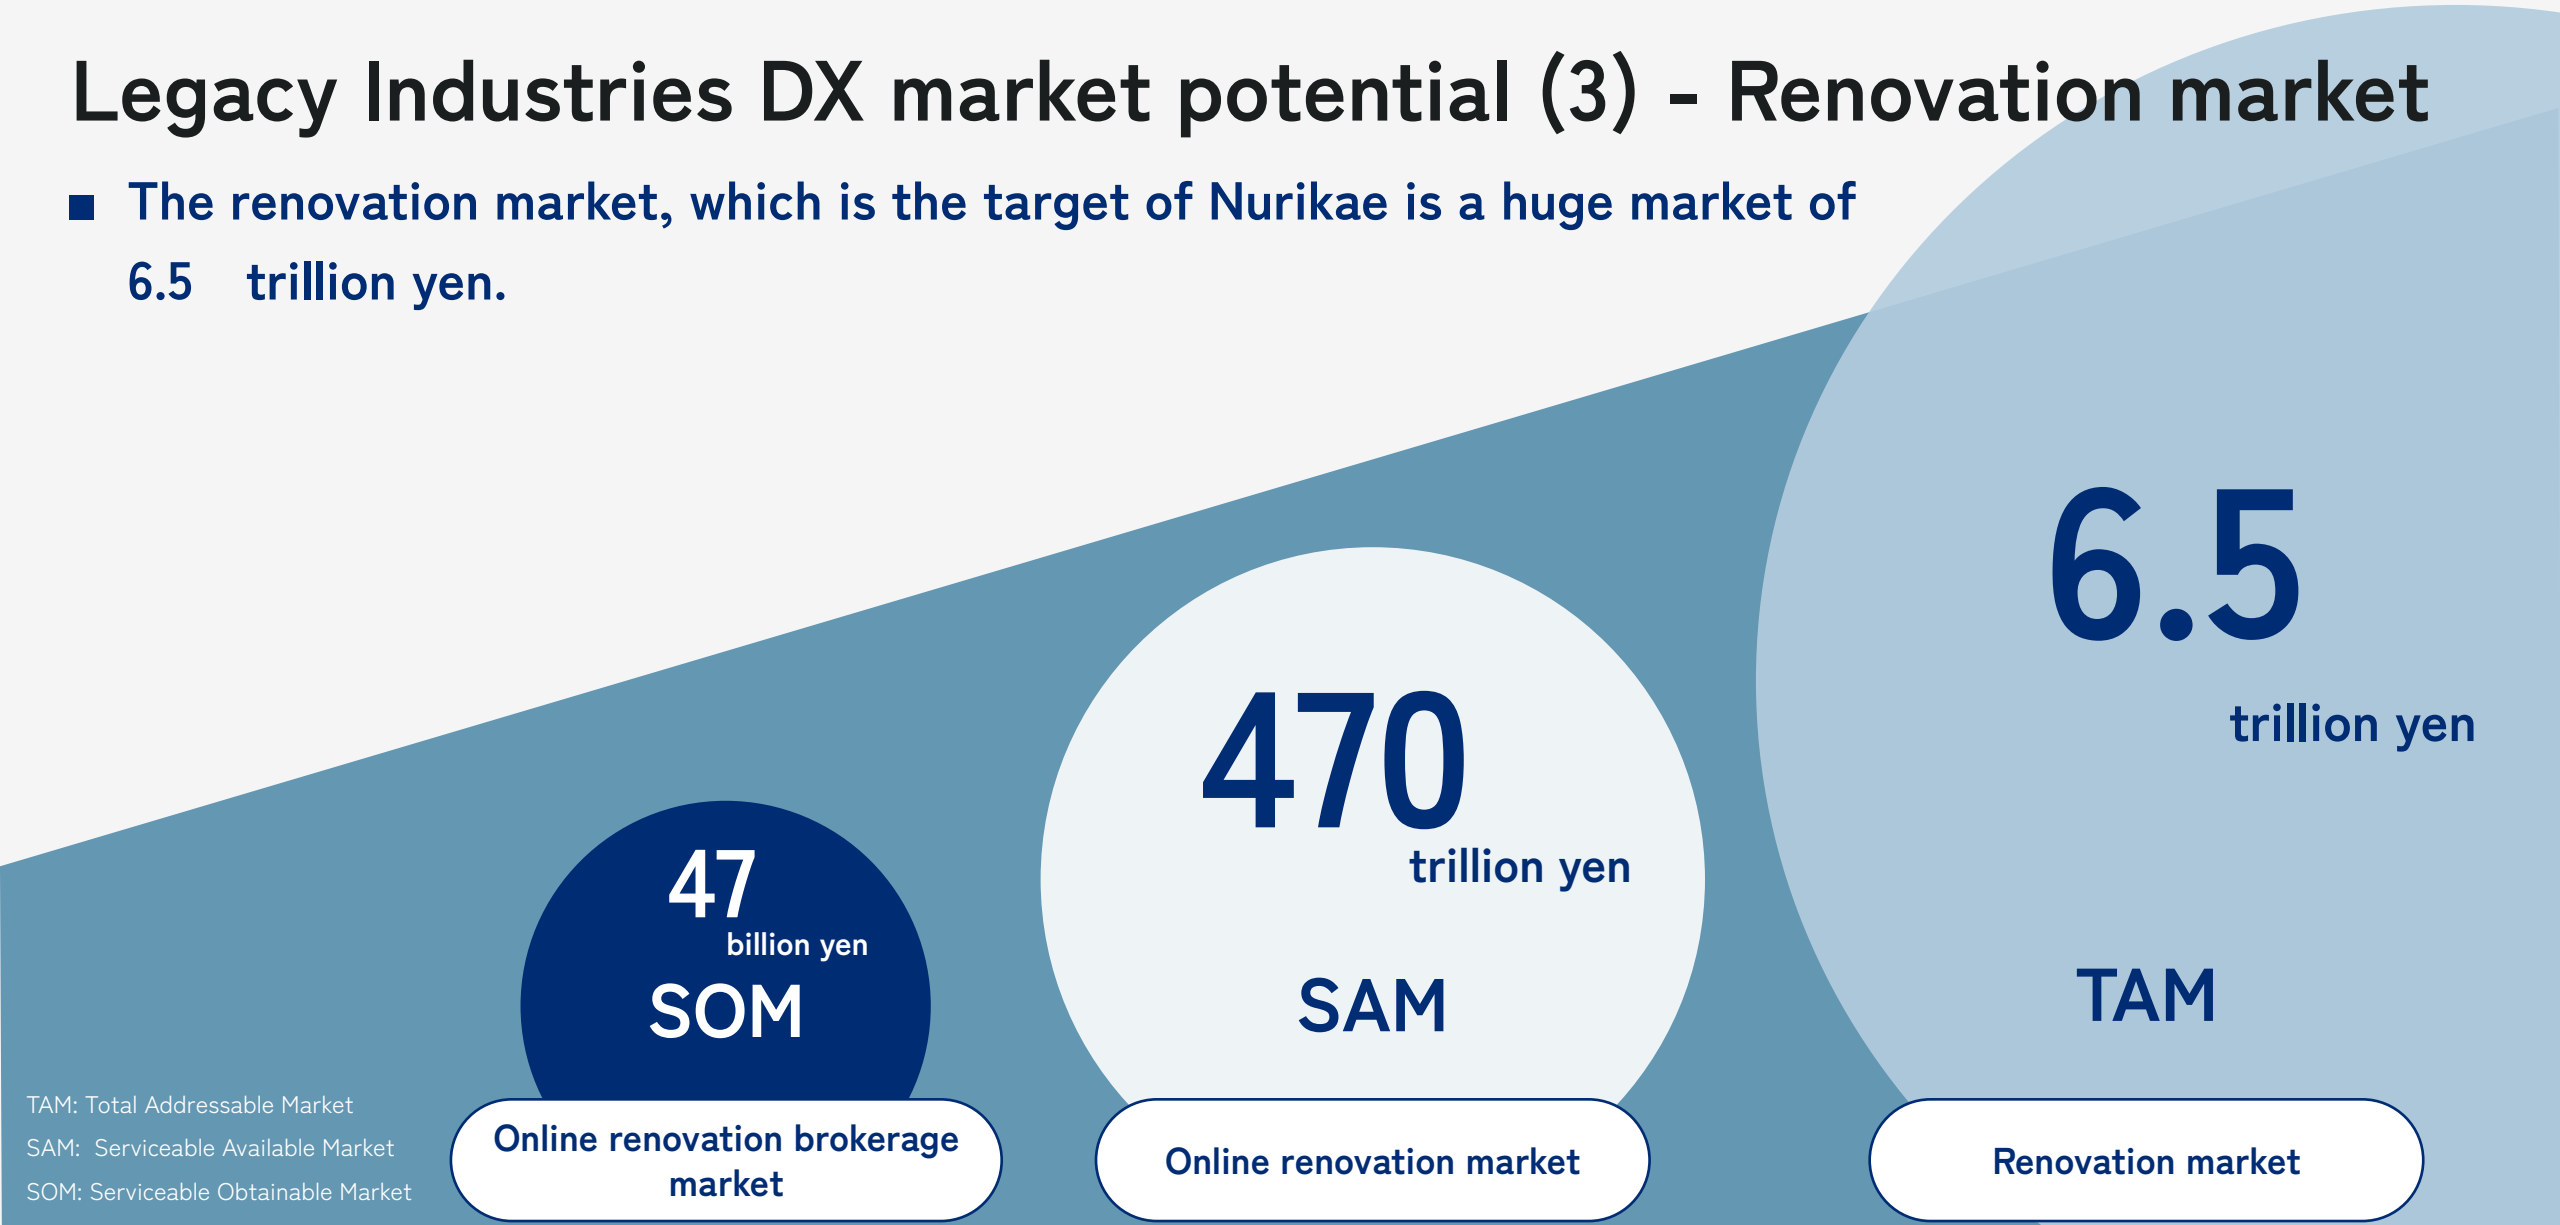 Legacy Industries DX market potential (3) - Renovation market
■ The renovation market, which is the target of Nurikae is a huge market of
6.5 trillion yen.
6.5
trillion yen
TAM
Renovation market
470
trillion yen
SAM
Online renovation market
47
billion yen
SOM
Online renovation brokerage
market
TAM: Total Addressable Market
SAM: Serviceable Available Market
SOM: Serviceable Obtainable Market